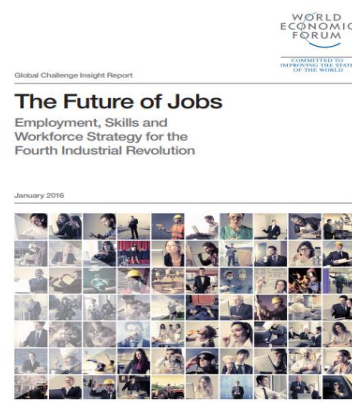 WORLD
ECONOMIC
FORUM
COMMITTED TO
IMPROVING THE STATE
OF THE WORLD
Global Challenge Insight Report
The Future of Jobs
Employment, Skills and
Workforce Strategy for the
Fourth Industrial Revolution
January 2016